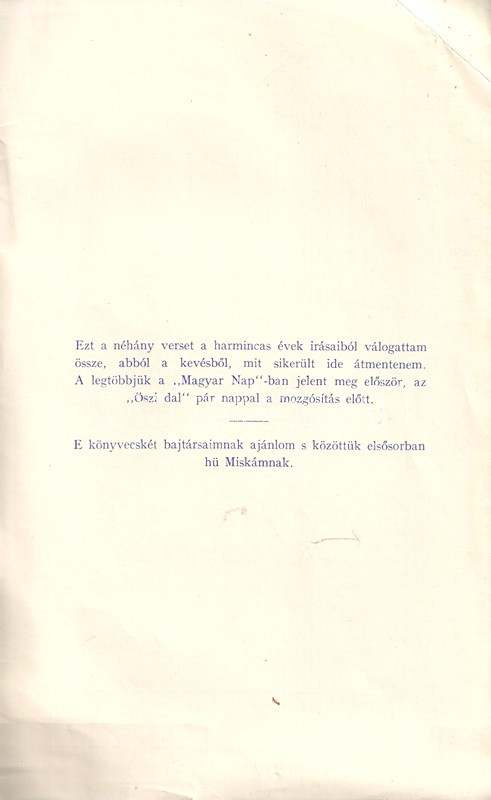 Ezt a néhány verset a harmincas évek irásaiból válogattam
össze, abból a kevésből, mit sikerült ide átmentenem.
A legtöbbjük a ,,Magyar Nap“-ban jelent meg először, az
,,Öszi dal“ pár nappal a mozgósítás előtt.
E könyvecskét bajtársaimnak ajánlom s közöttük elsősorban
hü Miskámnak.